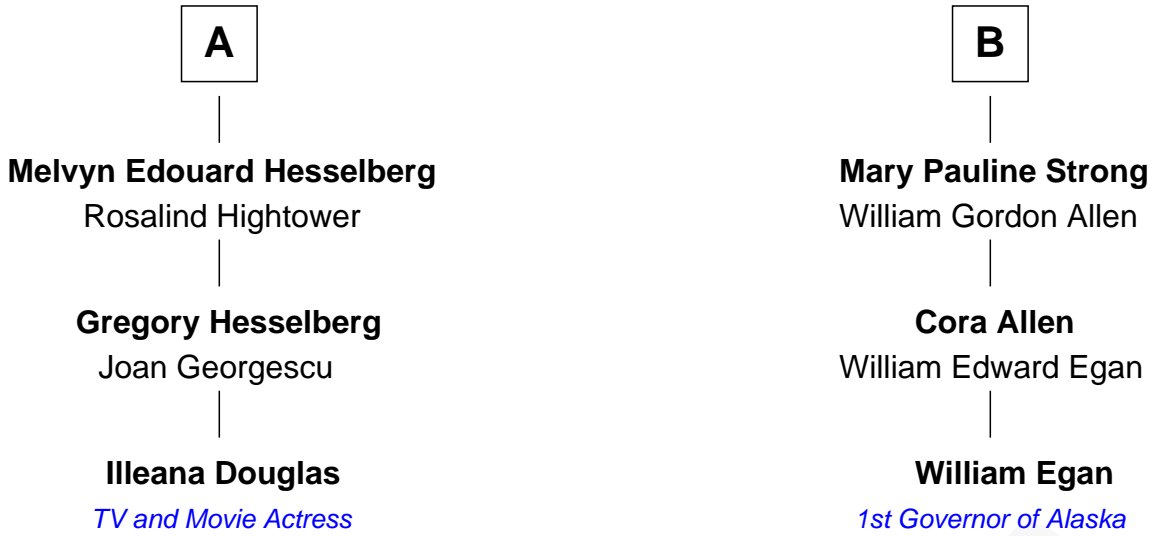 A
Melvyn Edouard Hesselberg
Rosalind Hightower
Gregory Hesselberg
Joan Georgescu
Illeana Douglas
TV and Movie Actress
B
Mary Pauline Strong
William Gordon Allen
Cora Allen
William Edward Egan
William Egan
1st Governor of Alaska